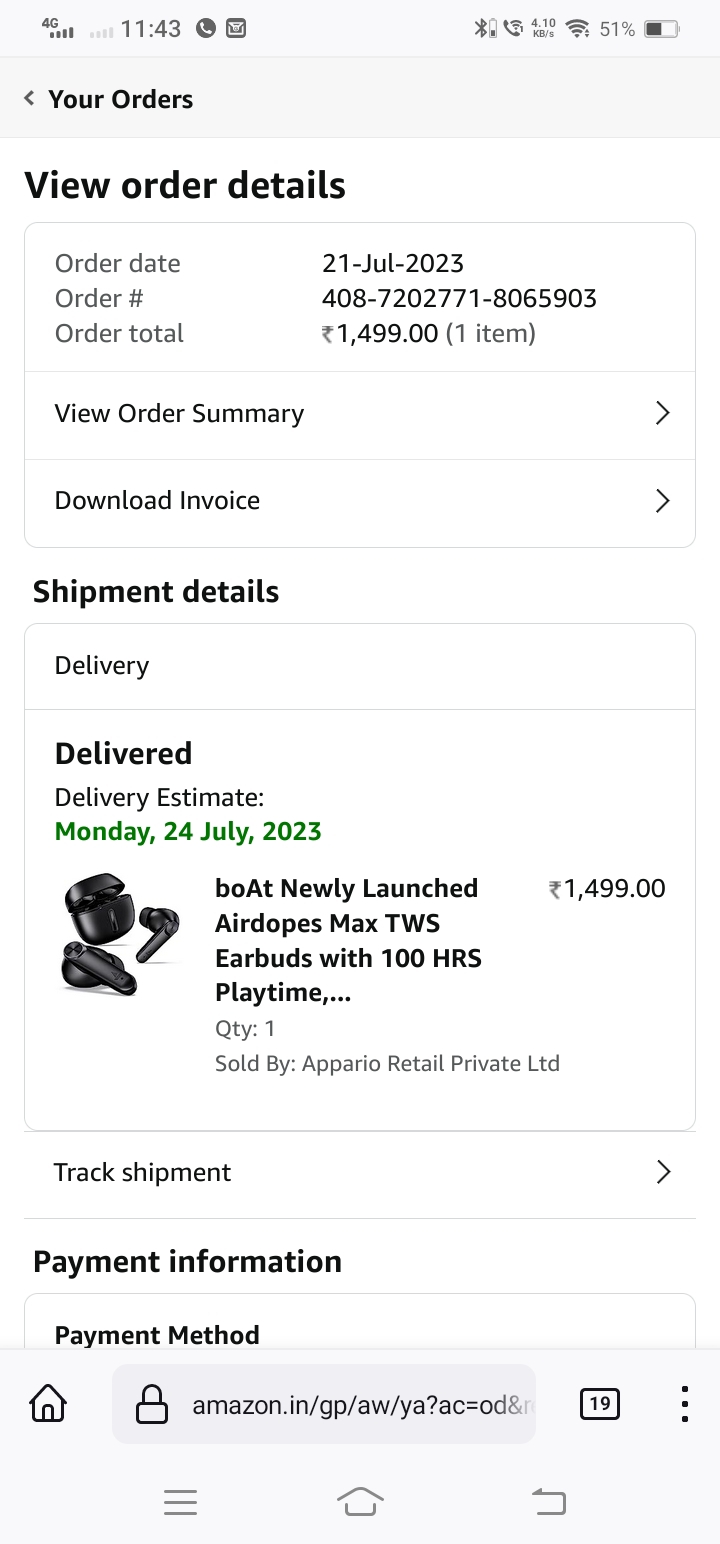 4G 11:43 4.10 KB/s 51%
Your Orders
View order details
Order date 21-Jul-2023
Order # 408-7202771-8065903
Order total ₹1,499.00 (1 item)
View Order Summary
Download Invoice
Shipment details
Delivery
Delivered
Delivery Estimate:
Monday, 24 July, 2023
boAt Newly Launched ₹1,499.00
Airdopes Max TWS
Earbuds with 100 HRS
Playtime,...
Qty: 1
Sold By: Appario Retail Private Ltd
Track shipment
Payment information
Payment Method
amazon.in/gp/aw/ya?ac=od&r 19